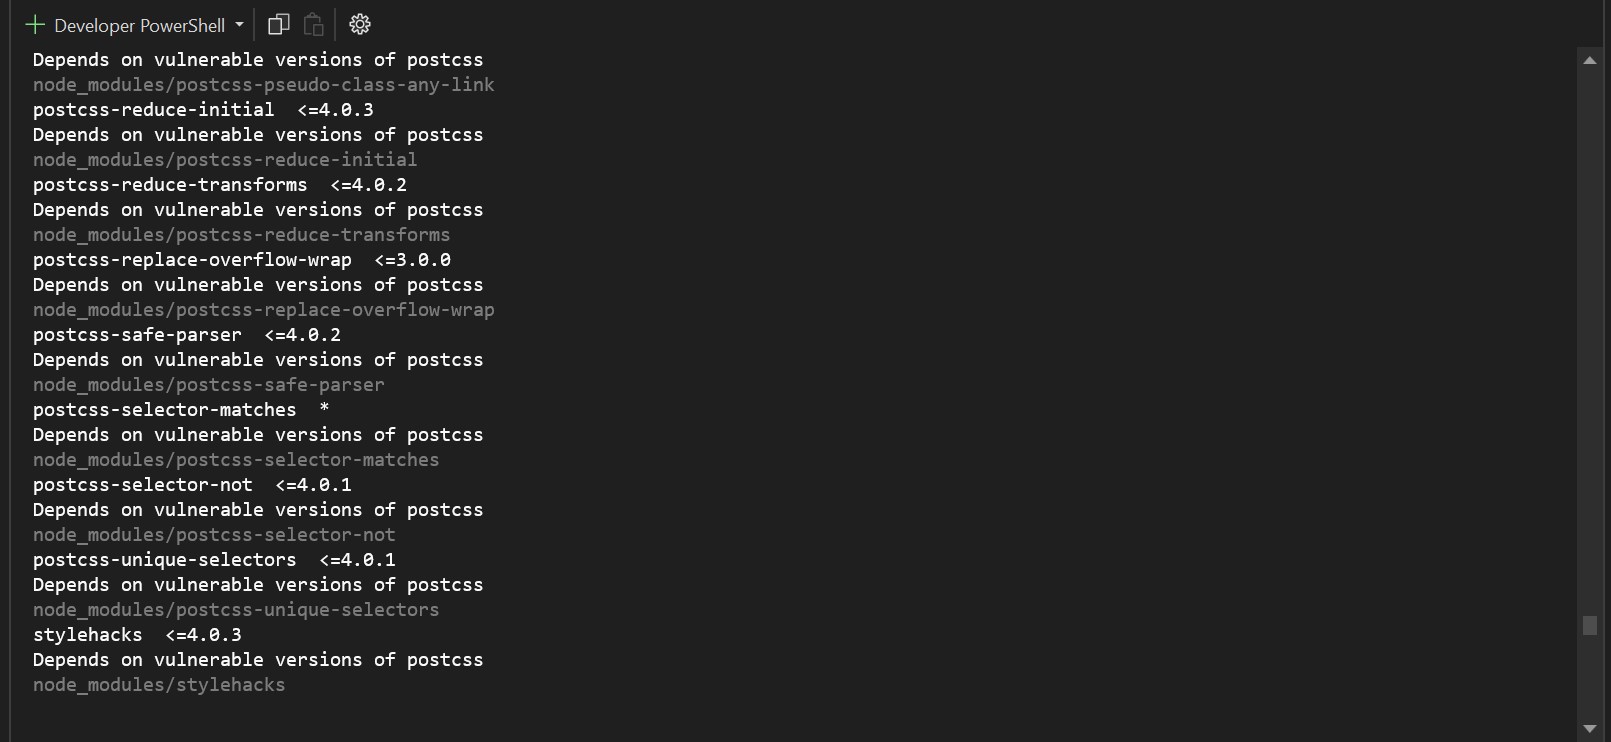 Developer PowerShell
Depends on vulnerable versions of postcss
node_modules/postcss-pseudo-class-any-link
postcss-reduce-initial  <=4.0.3
Depends on vulnerable versions of postcss
node_modules/postcss-reduce-initial
postcss-reduce-transforms  <=4.0.2
Depends on vulnerable versions of postcss
node_modules/postcss-reduce-transforms
postcss-replace-overflow-wrap  <=3.0.0
Depends on vulnerable versions of postcss
node_modules/postcss-replace-overflow-wrap
postcss-safe-parser  <=4.0.2
Depends on vulnerable versions of postcss
node_modules/postcss-safe-parser
postcss-selector-matches  *
Depends on vulnerable versions of postcss
node_modules/postcss-selector-matches
postcss-selector-not  <=4.0.1
Depends on vulnerable versions of postcss
node_modules/postcss-selector-not
postcss-unique-selectors  <=4.0.1
Depends on vulnerable versions of postcss
node_modules/postcss-unique-selectors
stylehacks  <=4.0.3
Depends on vulnerable versions of postcss
node_modules/stylehacks